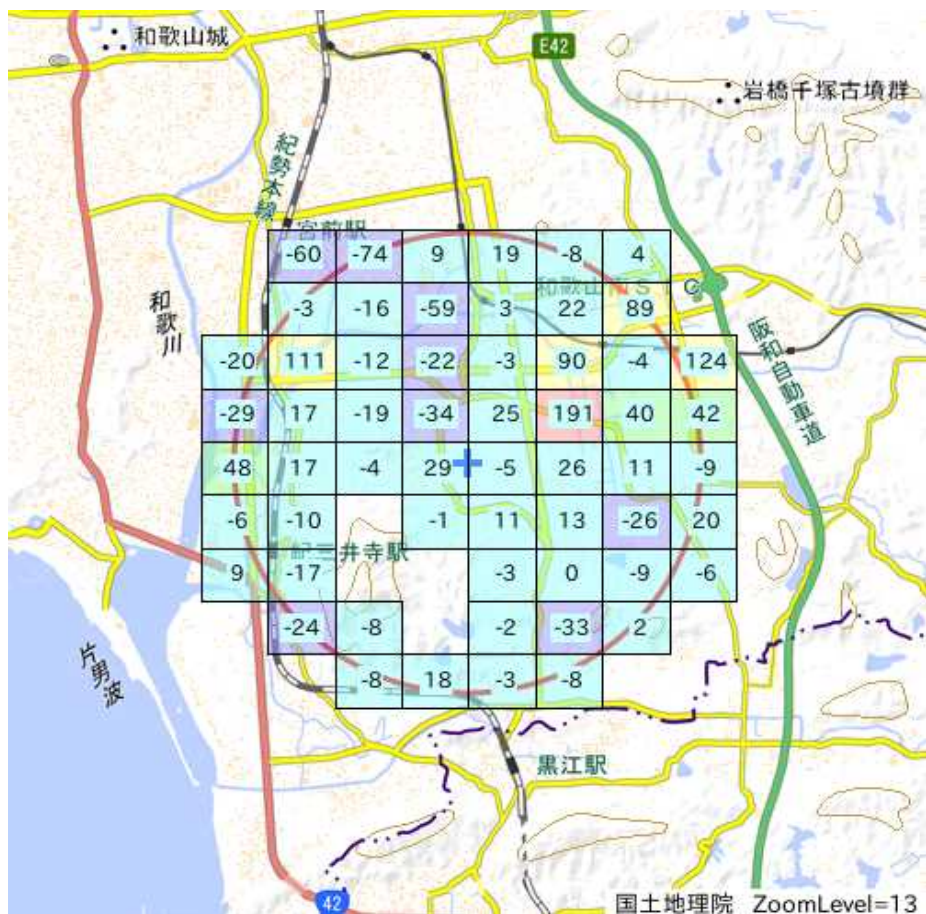 和歌山城
E42
岩橋千塚古墳群
紀勢本線
宮前駅
-60 -74 9 19 -8 4
和歌山南SIC
和歌川
-3 -16 -59 3 22 89
阪和自動車道
-20 111 -12 -22 -3 90 -4 124
-29 17 -19 -34 25 191 40 42
48 17 -4 29 -5 26 11 -9
-6 -10 -1 11 13 -26 20
紀三井寺駅
9 -17 -3 0 -9 -6
-24 -8 -2 -33 2
片男波
-8 18 -3 -8
黒江駅
42
国土地理院 ZoomLevel=13